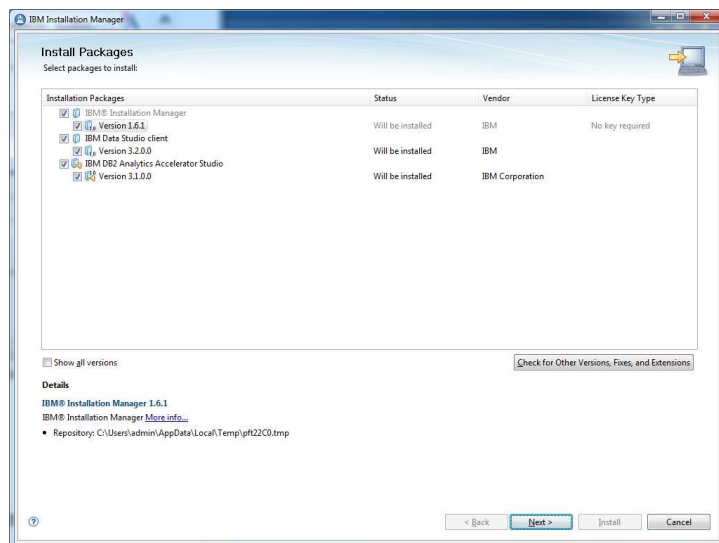 IBM Installation Manager
Install Packages
Select packages to install:
Installation Packages Status Vendor License Key Type
IBM® Installation Manager
Version 1.6.1 Will be installed IBM No key required
IBM Data Studio client
Version 3.2.0.0 Will be installed IBM
IBM DB2 Analytics Accelerator Studio
Version 3.1.0.0 Will be installed IBM Corporation
Show all versions Check for Other Versions, Fixes, and Extensions
Details
IBM® Installation Manager 1.6.1
IBM® Installation Manager More info...
• Repository: C:\Users\admin\AppData\Local\Temp\pft22C0.tmp
? < Back Next > Install Cancel